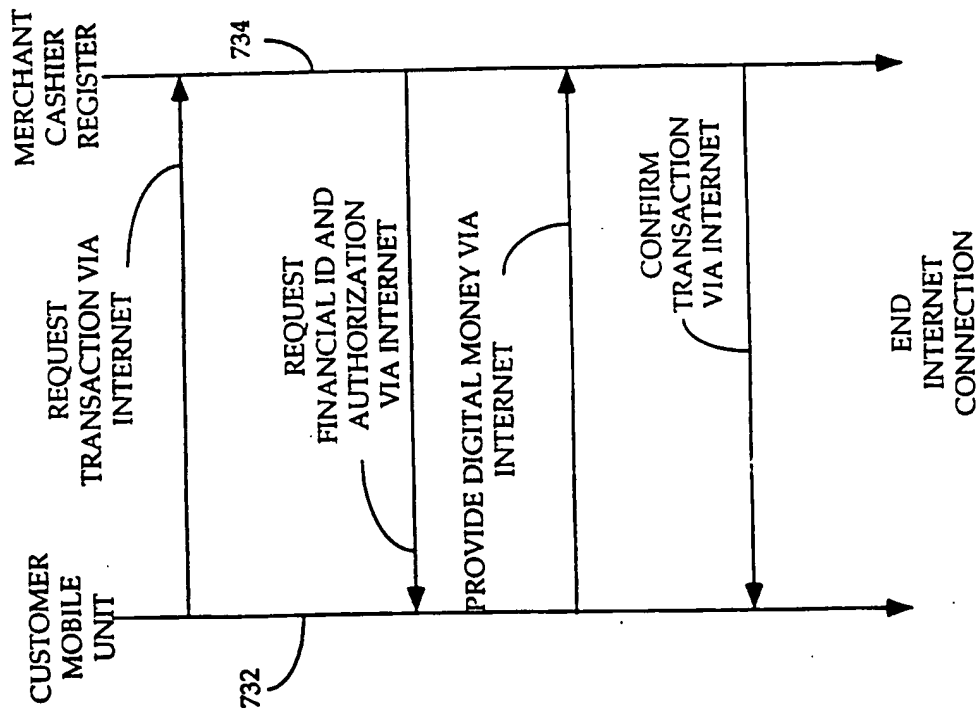 CUSTOMER
MOBILE
UNIT
MERCHANT
CASHIER
REGISTER
732
734
REQUEST
TRANSACTION VIA
INTERNET
REQUEST
FINANCIAL ID AND
AUTHORIZATION
VIA INTERNET
PROVIDE DIGITAL MONEY VIA
INTERNET
CONFIRM
TRANSACTION
VIA INTERNET
END
INTERNET
CONNECTION